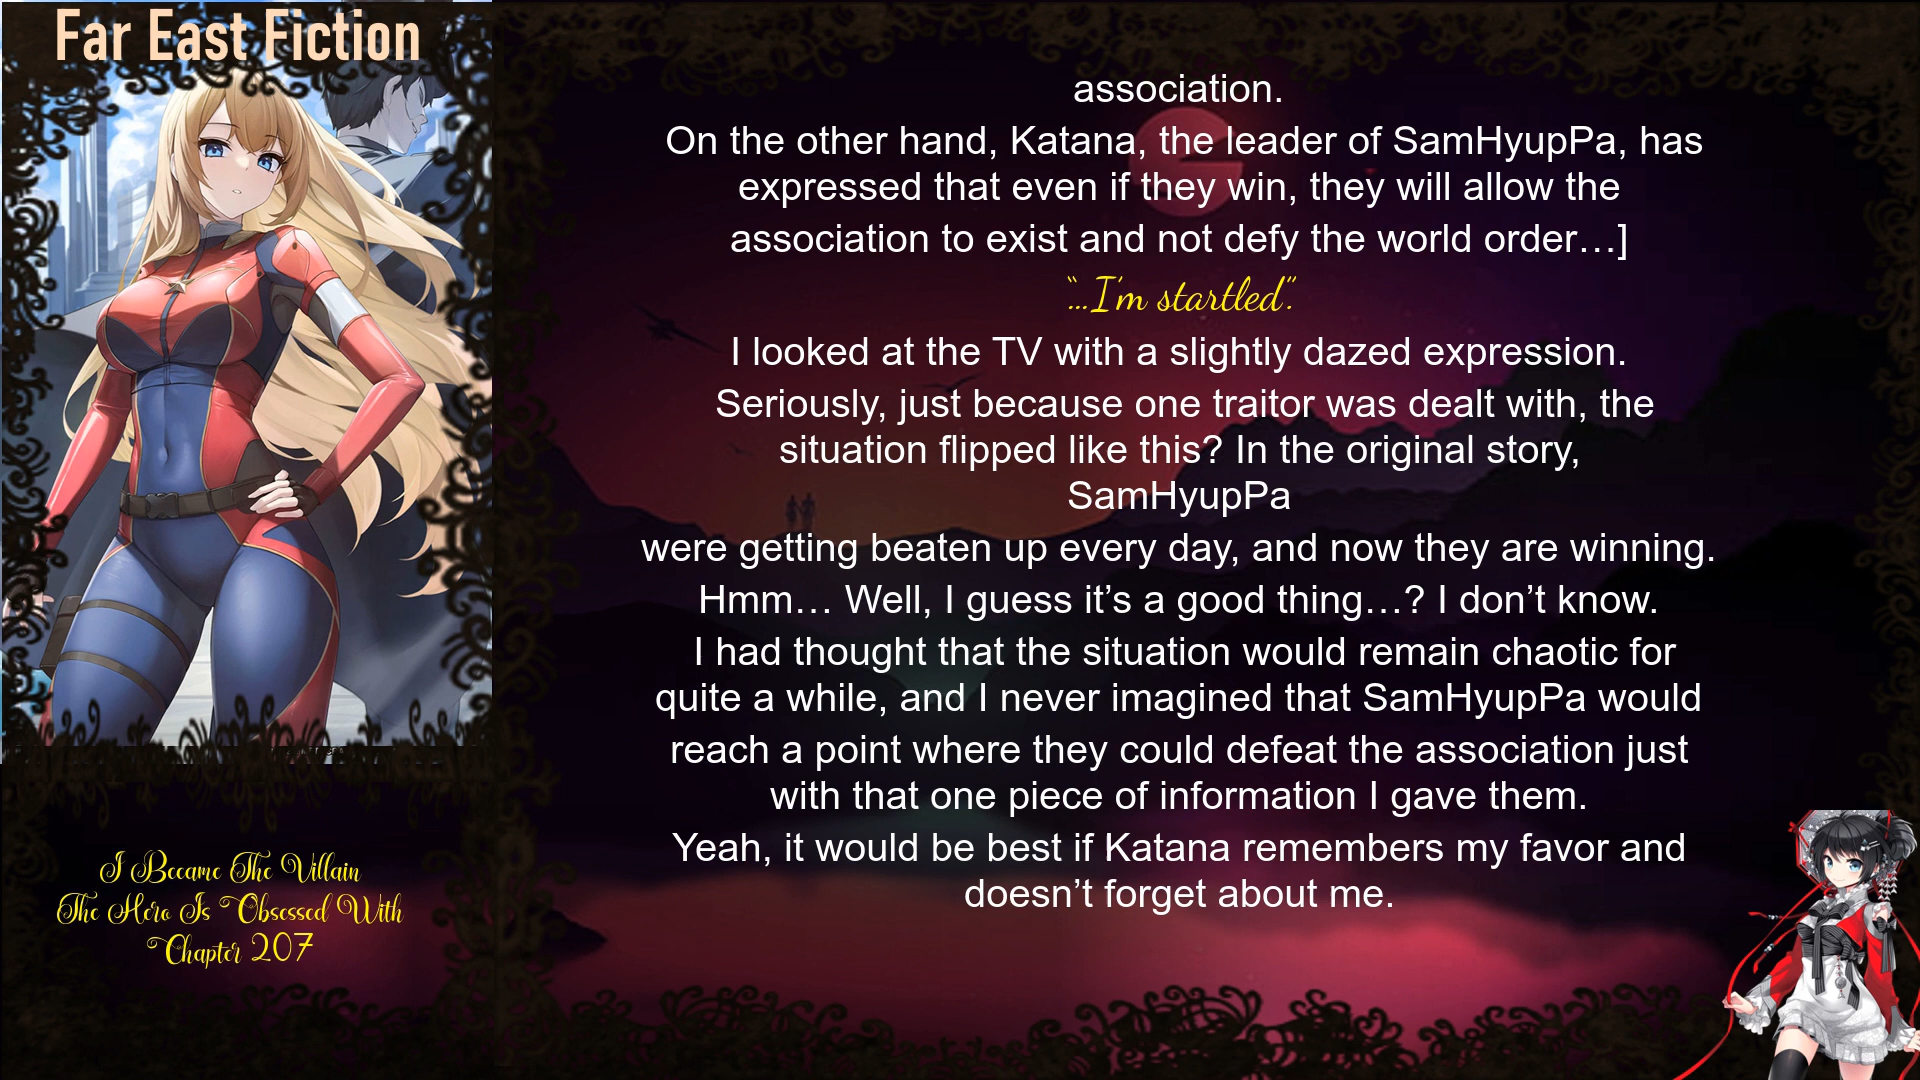 Far East Fiction
association.
On the other hand, Katana, the leader of SamHyupPa, has
expressed that even if they win, they will allow the
association to exist and not defy the world order…]
“…I’m startled.”
I looked at the TV with a slightly dazed expression.
Seriously, just because one traitor was dealt with, the
situation flipped like this? In the original story,
SamHyupPa
were getting beaten up every day, and now they are winning.
Hmm… Well, I guess it’s a good thing…? I don’t know.
I had thought that the situation would remain chaotic for
quite a while, and I never imagined that SamHyupPa would
reach a point where they could defeat the association just
with that one piece of information I gave them.
Yeah, it would be best if Katana remembers my favor and
doesn’t forget about me.
I Became The Villain
The Hero Is Obsessed With
Chapter 207